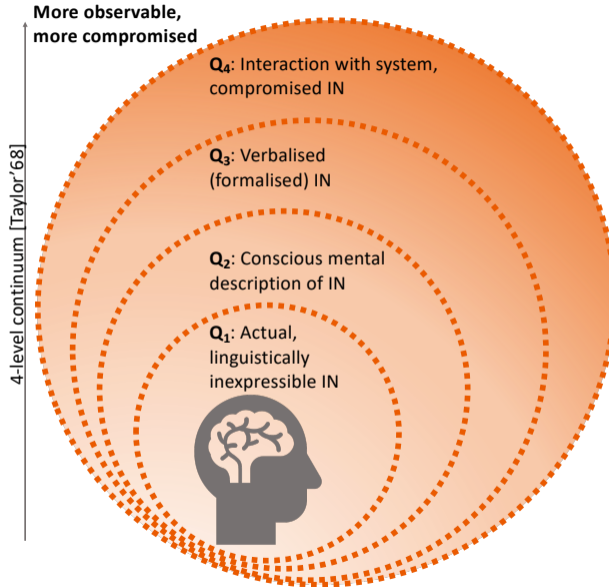 More observable,
more compromised
4-level continuum [Taylor’68]
Q4: Interaction with system,
compromised IN
Q3: Verbalised
(formalised) IN
Q2: Conscious mental
description of IN
Q1: Actual,
linguistically
inexpressible IN